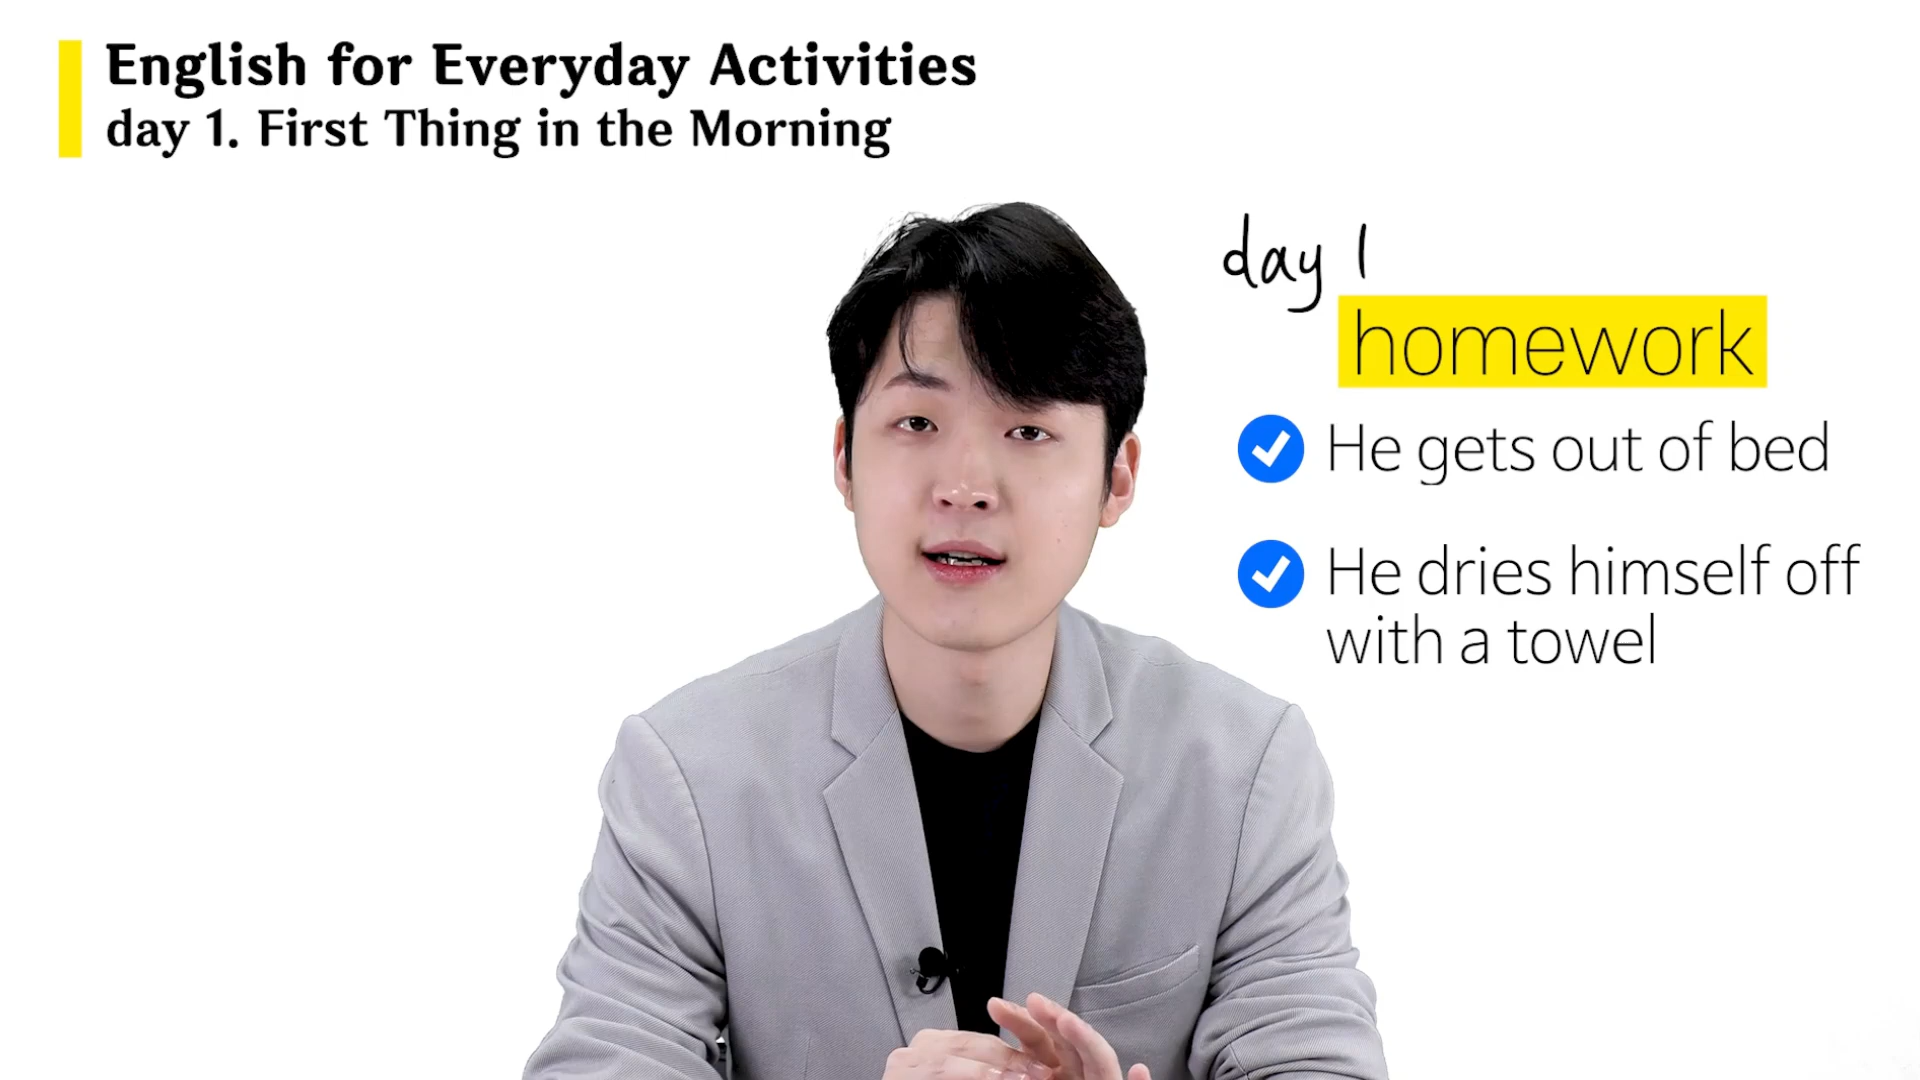 English for Everyday Activities
day 1. First Thing in the Morning
day 1
homework
He gets out of bed
He dries himself off
with a towel